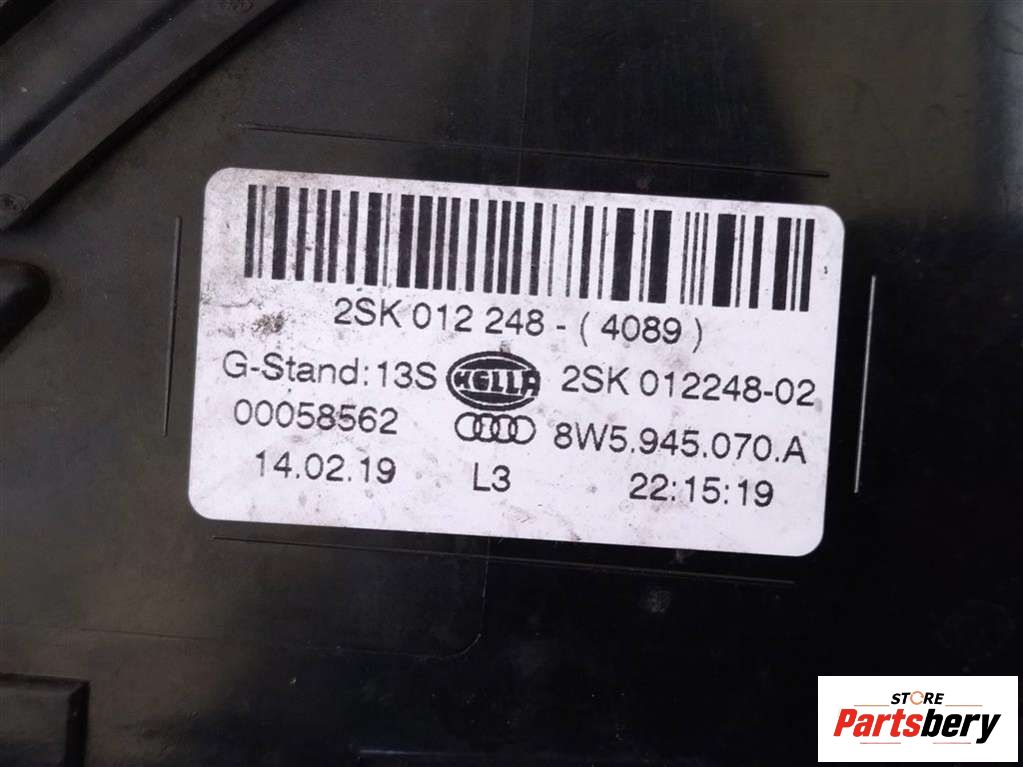 2SK 012 248 - ( 4089 )
G-Stand: 13S HELLA 2SK 012248-02
00058562 8W5.945.070.A
14.02.19 L3 22:15:19
STORE
Partsbery